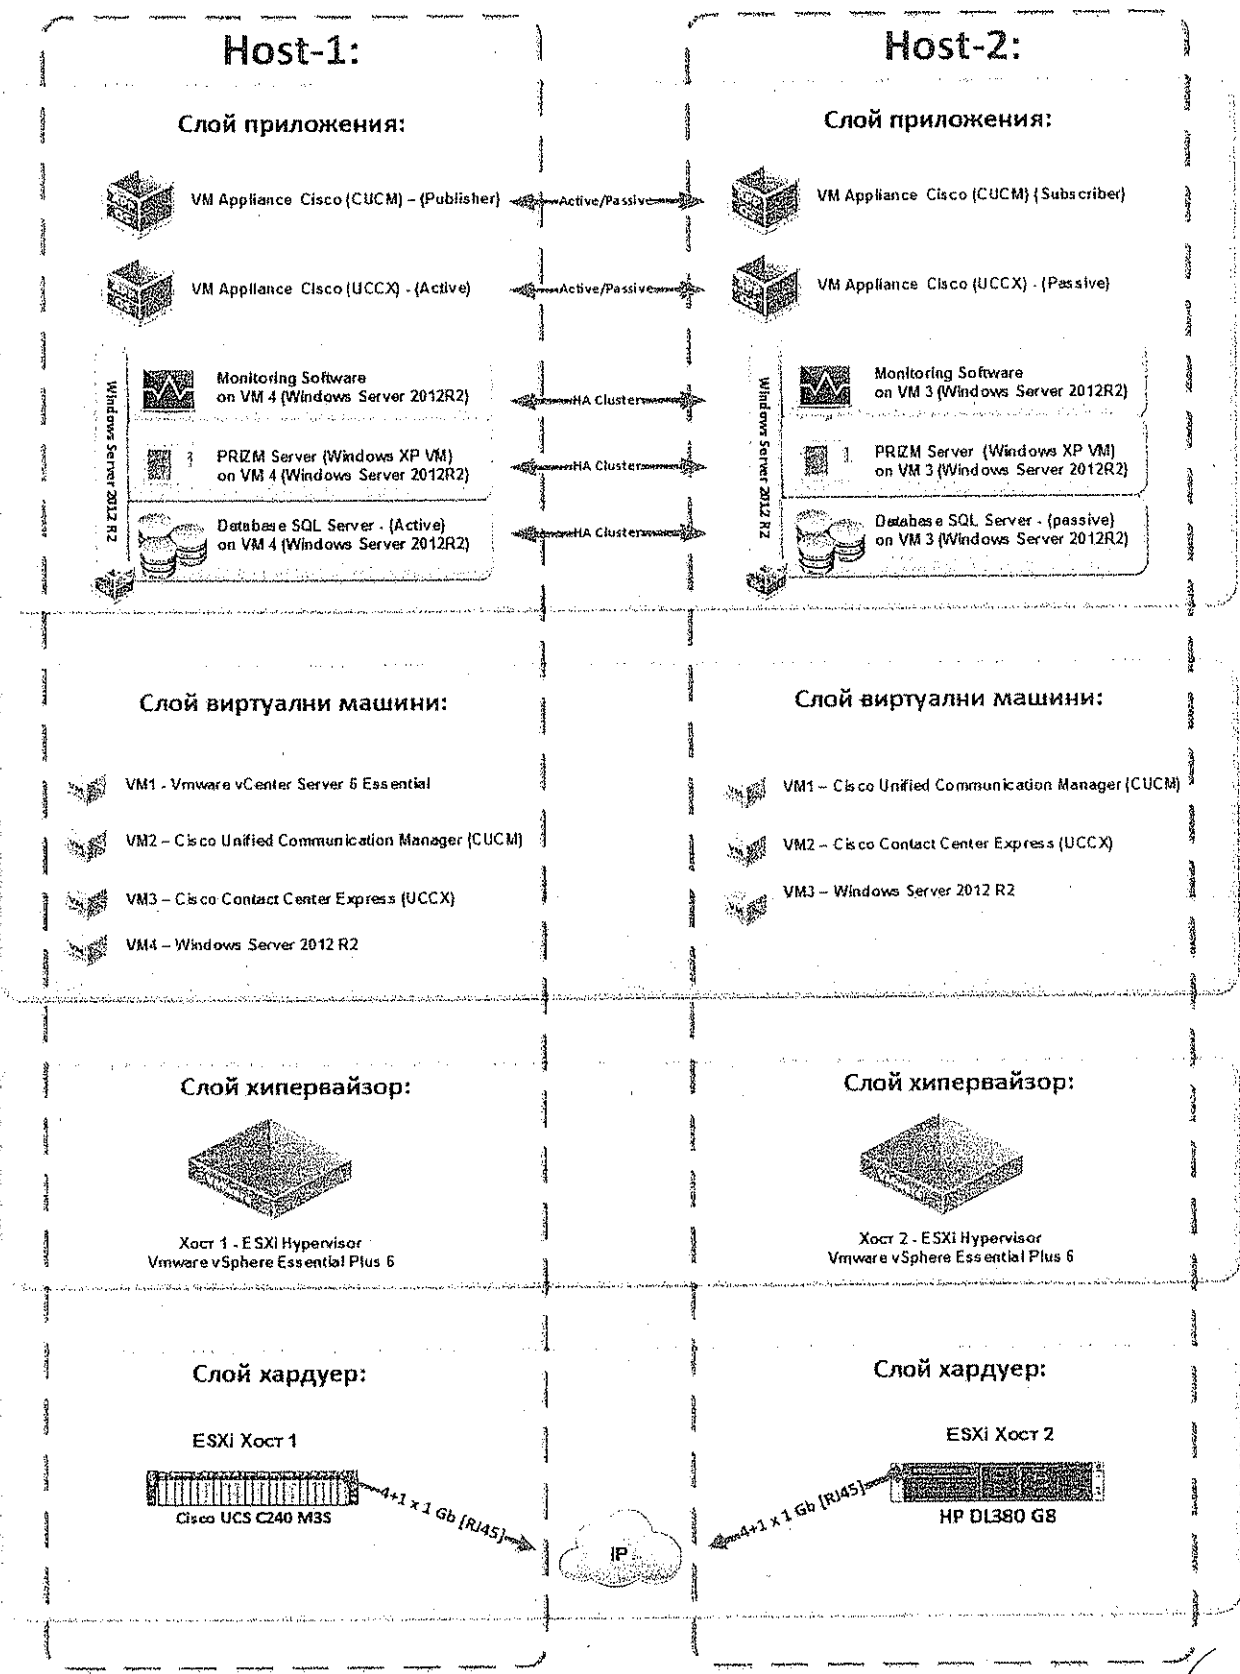 Host-1:
Слой приложения:
VM Appliance Cisco (CUCM) – (Publisher)
VM Appliance Cisco (UCCX) - (Active)
Windows Server 2012 R2
Monitoring Software
on VM 4 (Windows Server 2012R2)
PRIZM Server (Windows XP VM)
on VM 4 (Windows Server 2012R2)
Database SQL Server - (Active)
on VM 4 (Windows Server 2012R2)
Active/Passive
Active/Passive
HA Cluster
HA Cluster
HA Cluster
Host-2:
Слой приложения:
VM Appliance Cisco (CUCM) (Subscriber)
VM Appliance Cisco (UCCX) - (Passive)
Windows Server 2012 R2
Monitoring Software
on VM 3 (Windows Server 2012R2)
PRIZM Server (Windows XP VM)
on VM 3 (Windows Server 2012R2)
Database SQL Server - (passive)
on VM 3 (Windows Server 2012R2)
Слой виртуални машини:
VM1 - Vmware vCenter Server 6 Essential
VM2 – Cisco Unified Communication Manager (CUCM)
VM3 – Cisco Contact Center Express (UCCX)
VM4 – Windows Server 2012 R2
Слой виртуални машини:
VM1 – Cisco Unified Communication Manager (CUCM)
VM2 – Cisco Contact Center Express (UCCX)
VM3 – Windows Server 2012 R2
Слой хипервайзор:
Хост 1 - ESXi Hypervisor
Vmware vSphere Essential Plus 6
Слой хипервайзор:
Хост 2 - ESXi Hypervisor
Vmware vSphere Essential Plus 6
Слой хардуер:
ESXi Хост 1
Cisco UCS C240 M3S
4+1 x 1 Gb [RJ45]
IP
Слой хардуер:
ESXi Хост 2
HP DL380 G8
4+1 x 1 Gb [RJ45]